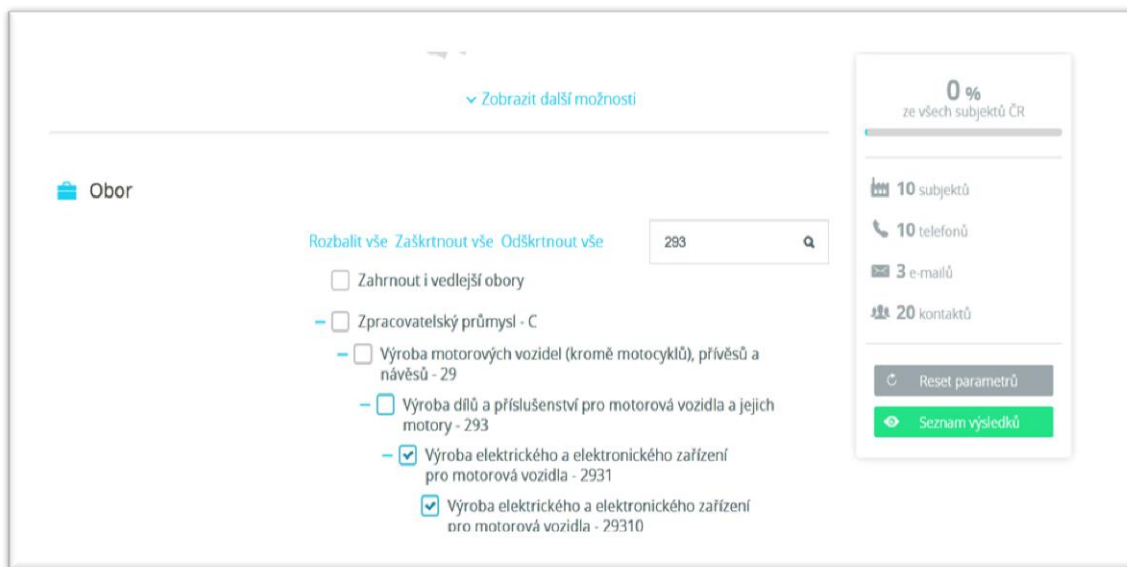 Zobrazit další možnosti
Obor
Rozbalit vše Zaškrtnout vše Odškrtnout vše
293
Zahrnout i vedlejší obory
Zpracovatelský průmysl - C
Výroba motorových vozidel (kromě motocyklů), přívěsů a
návěsů - 29
Výroba dílů a příslušenství pro motorová vozidla a jejich
motory - 293
Výroba elektrického a elektronického zařízení
pro motorová vozidla - 2931
Výroba elektrického a elektronického zařízení
pro motorová vozidla - 29310
0 %
ze všech subjektů ČR
10 subjektů
10 telefonů
3 e-mailů
20 kontaktů
Reset parametrů
Seznam výsledků